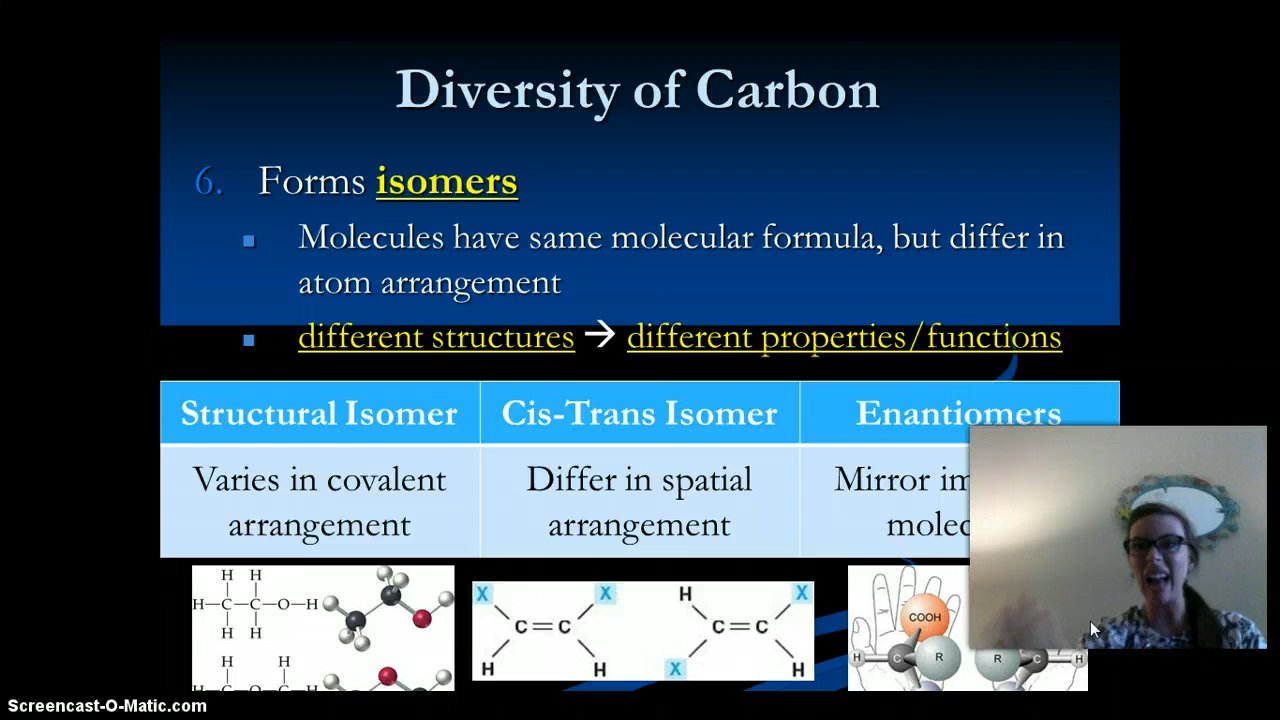 Diversity of Carbon
6. Forms isomers
■ Molecules have same molecular formula, but differ in
atom arrangement
■ different structures → different properties/functions
Structural Isomer Cis-Trans Isomer Enantiomers
Varies in covalent
arrangement
Differ in spatial
arrangement
Mirror
H H
H-C-C-O-H
H H
H H
X X
C=C
H H
H X
C=C
X H
COOH
H C R R C H
Screencast-O-Matic.com